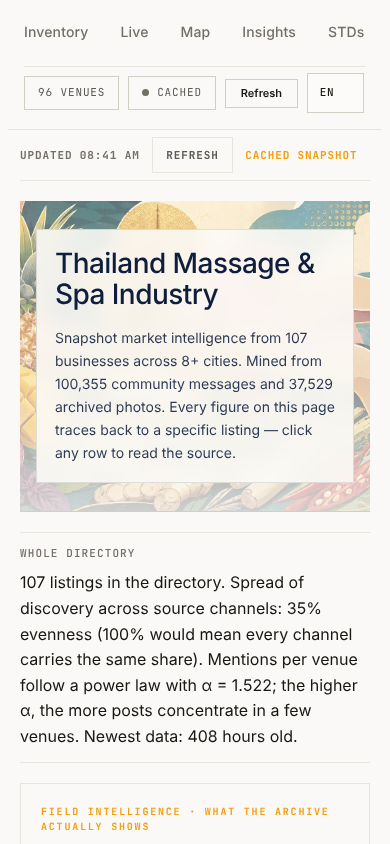 Inventory Live Map Insights STDs
96 VENUES CACHED Refresh EN
UPDATED 08:41 AM REFRESH CACHED SNAPSHOT
Thailand Massage &
Spa Industry
Snapshot market intelligence from 107
businesses across 8+ cities. Mined from
100,355 community messages and 37,529
archived photos. Every figure on this page
traces back to a specific listing — click
any row to read the source.
WHOLE DIRECTORY
107 listings in the directory. Spread of
discovery across source channels: 35%
evenness (100% would mean every channel
carries the same share). Mentions per venue
follow a power law with α = 1.522; the higher
α, the more posts concentrate in a few
venues. Newest data: 408 hours old.
FIELD INTELLIGENCE · WHAT THE ARCHIVE
ACTUALLY SHOWS